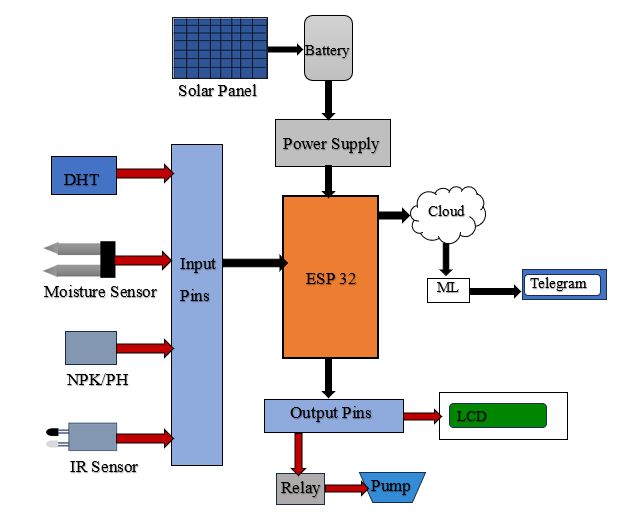 Battery
Solar Panel
Power Supply
DHT
Cloud
Input
Pins
ESP 32
Moisture Sensor
ML
Telegram
NPK/PH
Output Pins
LCD
IR Sensor
Relay
Pump